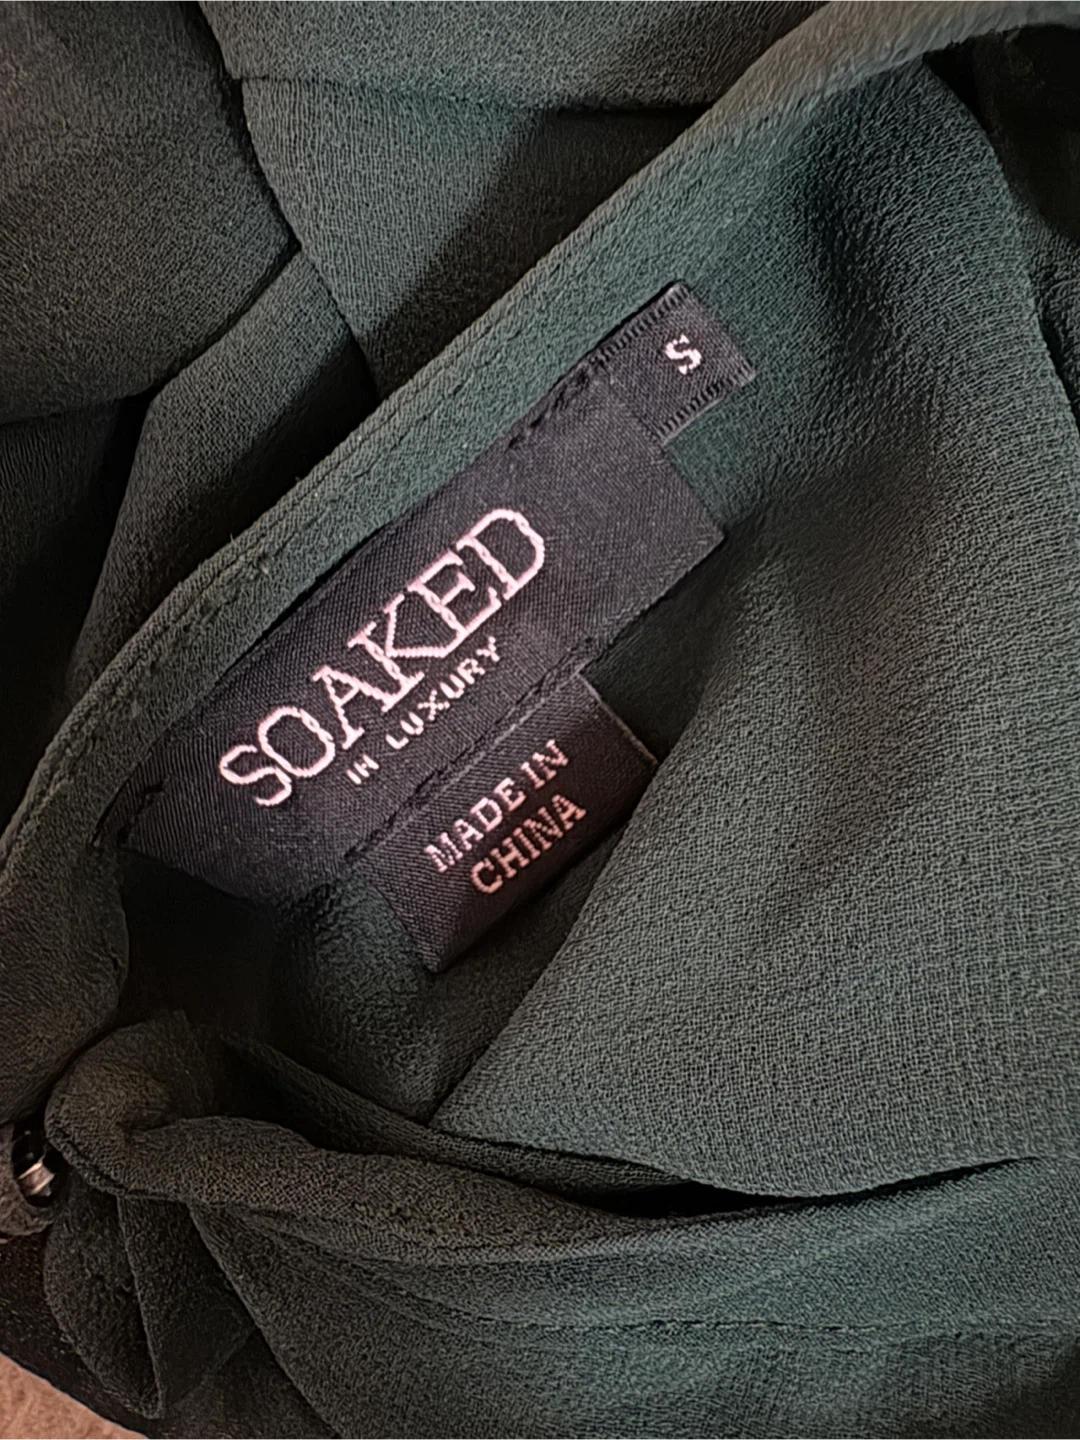 S
SOAKED
IN LUXURY
MADE IN
CHINA